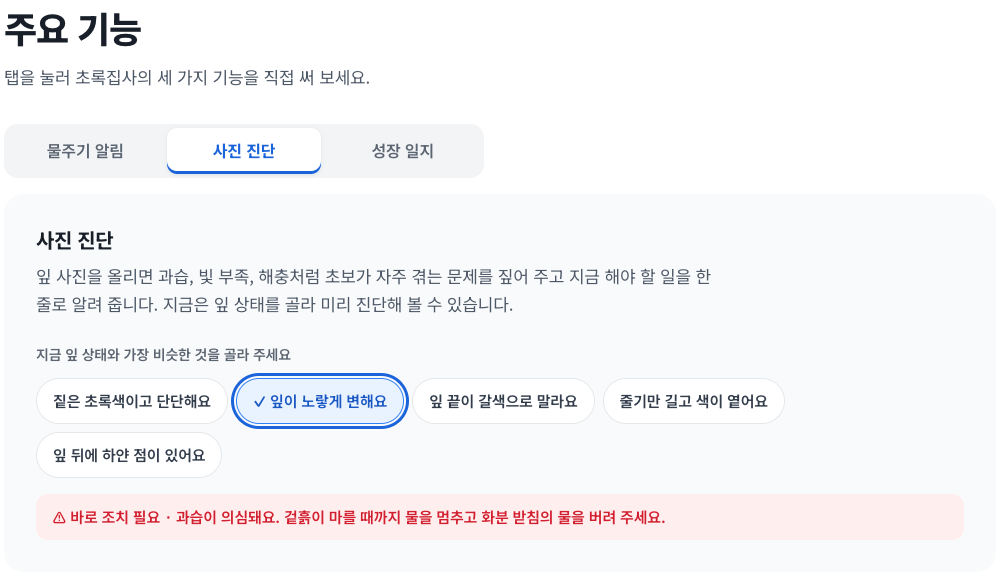 주요 기능
탭을 눌러 초록집사의 세 가지 기능을 직접 써 보세요.
물주기 알림
사진 진단
성장 일지
사진 진단
잎 사진을 올리면 과습, 빛 부족, 해충처럼 초보가 자주 겪는 문제를 짚어 주고 지금 해야 할 일을 한
줄로 알려 줍니다. 지금은 잎 상태를 골라 미리 진단해 볼 수 있습니다.
지금 잎 상태와 가장 비슷한 것을 골라 주세요
짙은 초록색이고 단단해요
✓ 잎이 노랗게 변해요
잎 끝이 갈색으로 말라요
줄기만 길고 색이 옅어요
잎 뒤에 하얀 점이 있어요
⚠ 바로 조치 필요 · 과습이 의심돼요. 겉흙이 마를 때까지 물을 멈추고 화분 받침의 물을 버려 주세요.